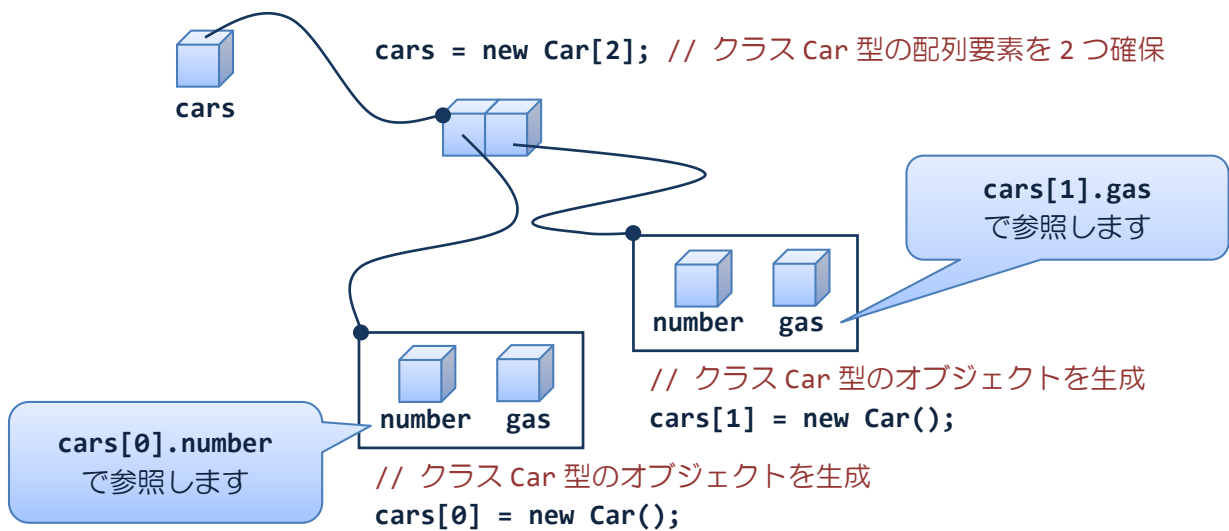 cars = new Car[2]; // クラス Car 型の配列要素を 2 つ確保
cars
cars[1].gas
で参照します
number gas
// クラス Car 型のオブジェクトを生成
cars[1] = new Car();
number gas
cars[0].number
で参照します
// クラス Car 型のオブジェクトを生成
cars[0] = new Car();